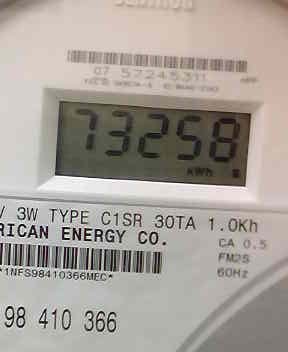 07 57245311
73258
kWh
V 3W TYPE C1SR 30TA 1.0Kh
RICAN ENERGY CO.
CA 0.5
FM2S
60Hz
*1NFS98410366MEC*
98 410 366